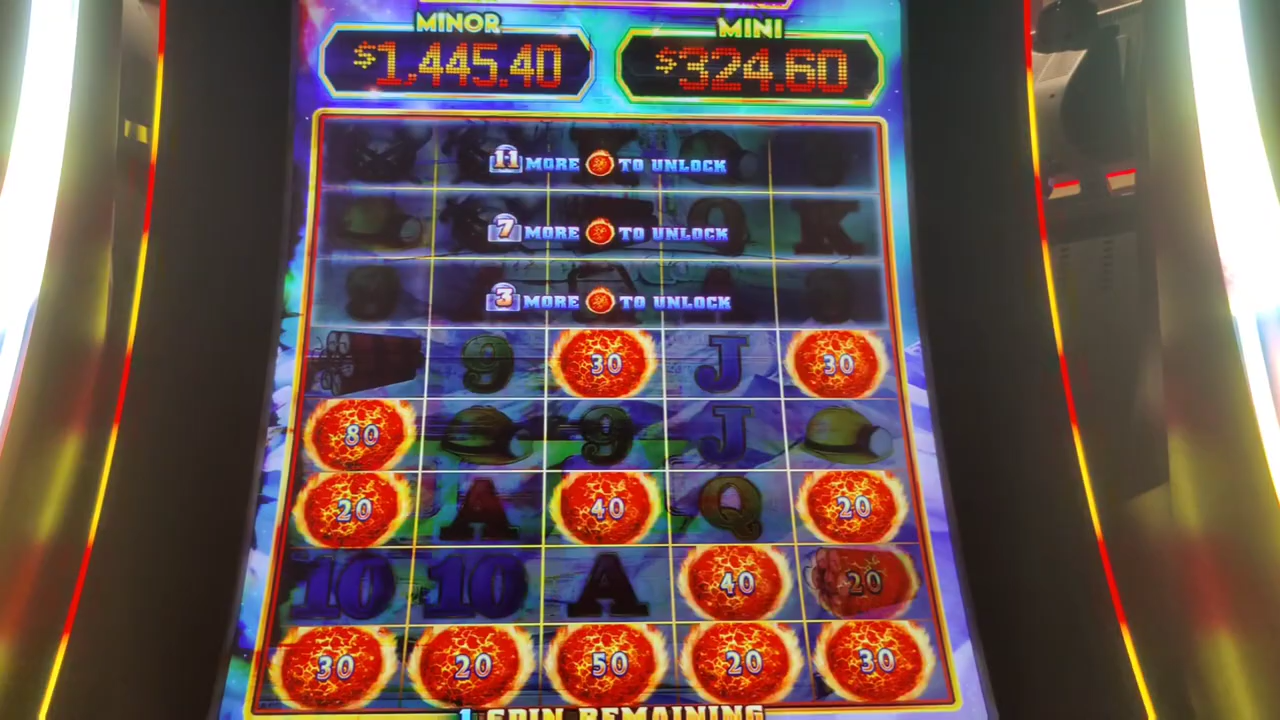 MINOR MINI
$1,445.40 $324.60
11 MORE TO UNLOCK
7 MORE TO UNLOCK
Q K
3 MORE TO UNLOCK
9 30 J 30
80 9 J
20 A 40 Q 20
10 10 A 40 20
30 20 50 20 30
1 SPIN REMAINING